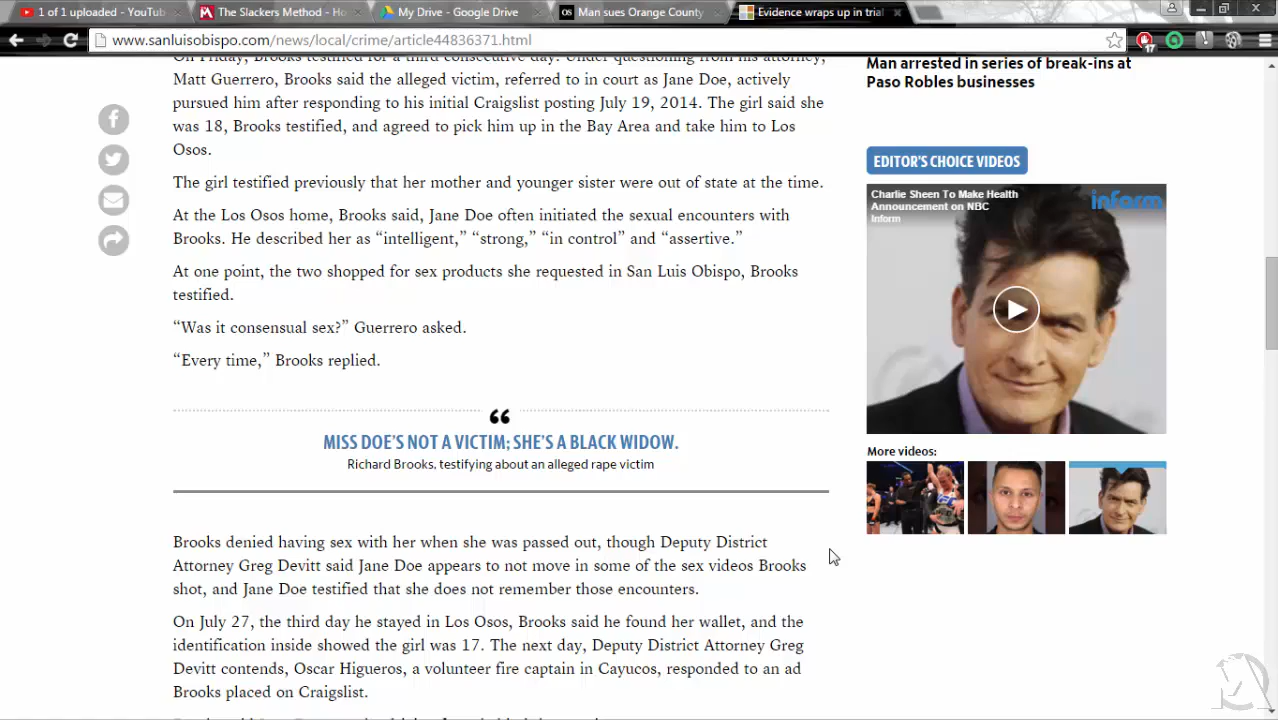 1 of 1 uploaded - YouTub
The Slackers Method - Ho
My Drive - Google Drive
Man sues Orange County
Evidence wraps up in trial
www.sanluisobispo.com/news/local/crime/article44836371.html
17
On Friday, Brooks testified for a third consecutive day. Under questioning from his attorney,
Matt Guerrero, Brooks said the alleged victim, referred to in court as Jane Doe, actively
pursued him after responding to his initial Craigslist posting July 19, 2014. The girl said she
was 18, Brooks testified, and agreed to pick him up in the Bay Area and take him to Los
Osos.
The girl testified previously that her mother and younger sister were out of state at the time.
At the Los Osos home, Brooks said, Jane Doe often initiated the sexual encounters with
Brooks. He described her as “intelligent,” “strong,” “in control” and “assertive.”
At one point, the two shopped for sex products she requested in San Luis Obispo, Brooks
testified.
“Was it consensual sex?” Guerrero asked.
“Every time,” Brooks replied.
“
MISS DOE’S NOT A VICTIM; SHE’S A BLACK WIDOW.
Richard Brooks, testifying about an alleged rape victim
Brooks denied having sex with her when she was passed out, though Deputy District
Attorney Greg Devitt said Jane Doe appears to not move in some of the sex videos Brooks
shot, and Jane Doe testified that she does not remember those encounters.
On July 27, the third day he stayed in Los Osos, Brooks said he found her wallet, and the
identification inside showed the girl was 17. The next day, Deputy District Attorney Greg
Devitt contends, Oscar Higueros, a volunteer fire captain in Cayucos, responded to an ad
Brooks placed on Craigslist.
Man arrested in series of break-ins at
Paso Robles businesses
EDITOR’S CHOICE VIDEOS
Charlie Sheen To Make Health
Announcement on NBC
Inform
inform
More videos: